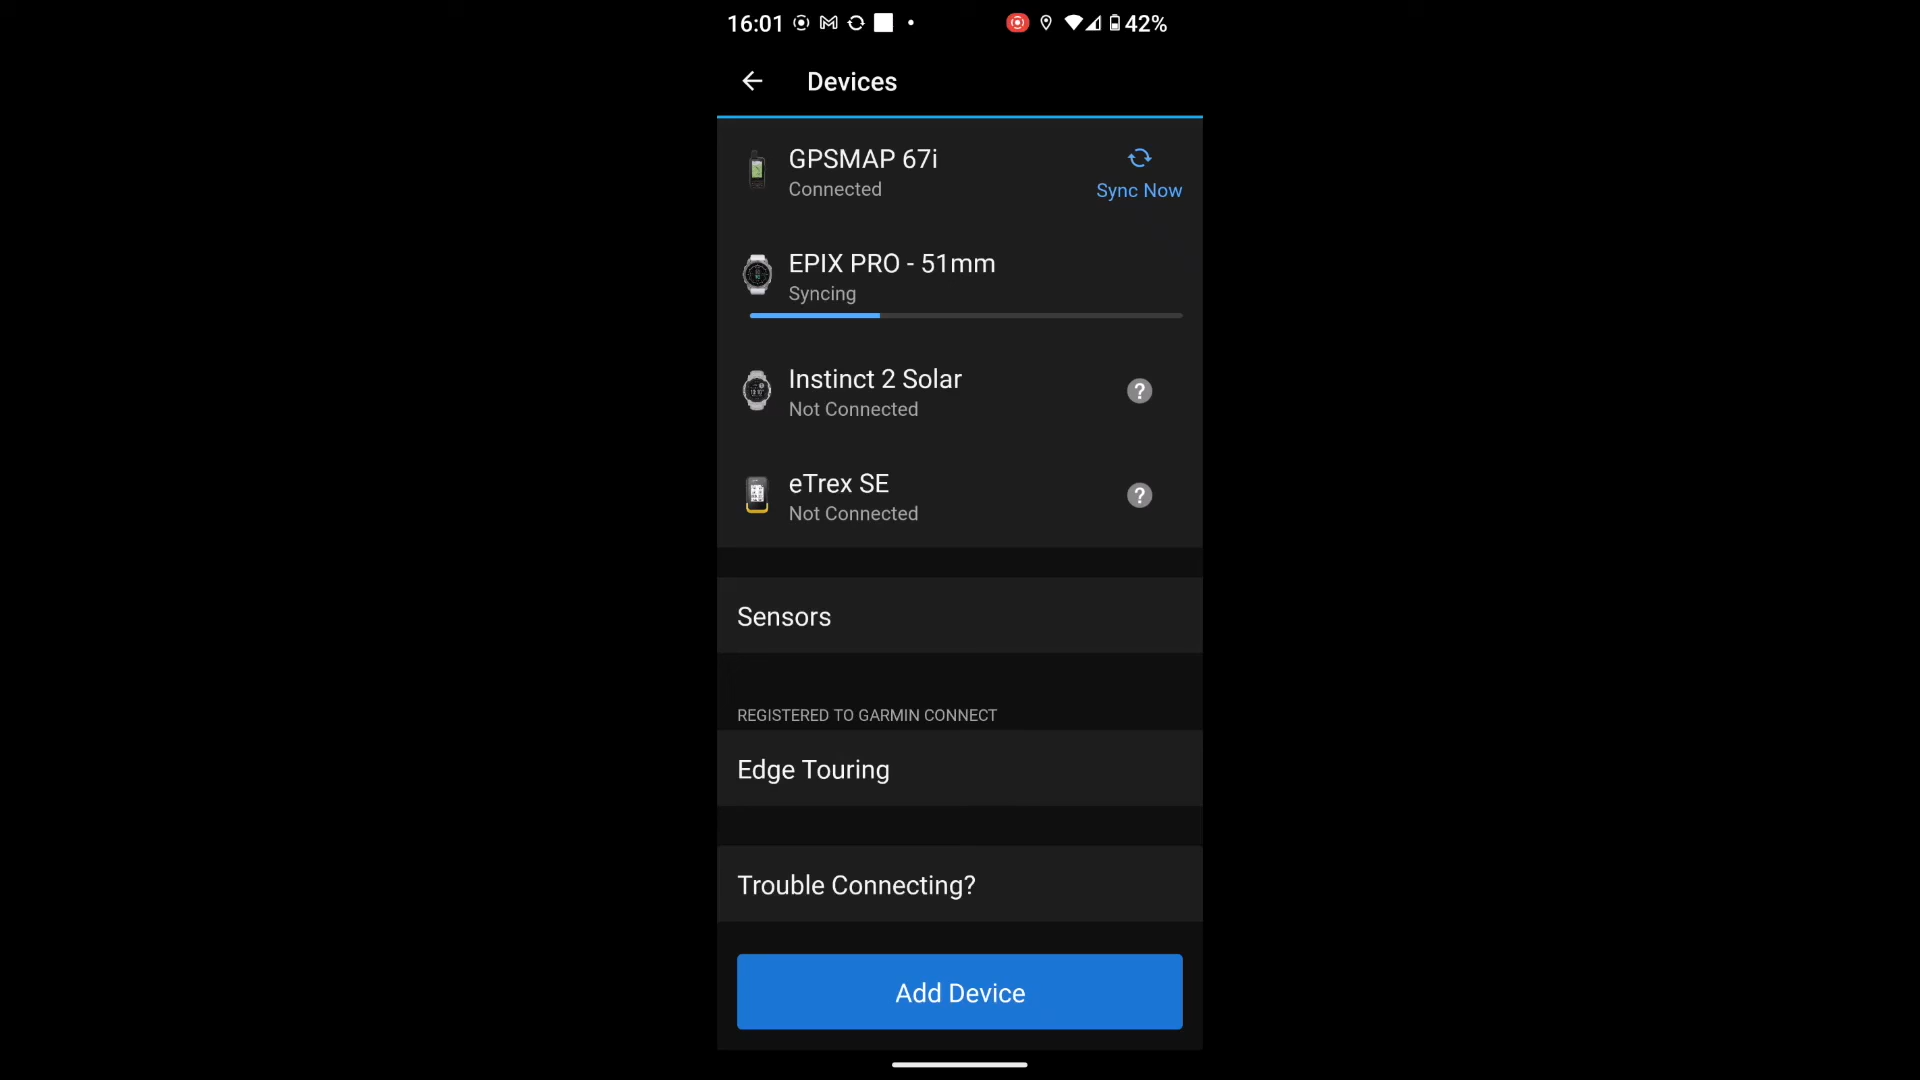 16:01 42%
Devices
GPSMAP 67i
Connected
Sync Now
EPIX PRO - 51mm
Syncing
Instinct 2 Solar
Not Connected
?
eTrex SE
Not Connected
?
Sensors
REGISTERED TO GARMIN CONNECT
Edge Touring
Trouble Connecting?
Add Device